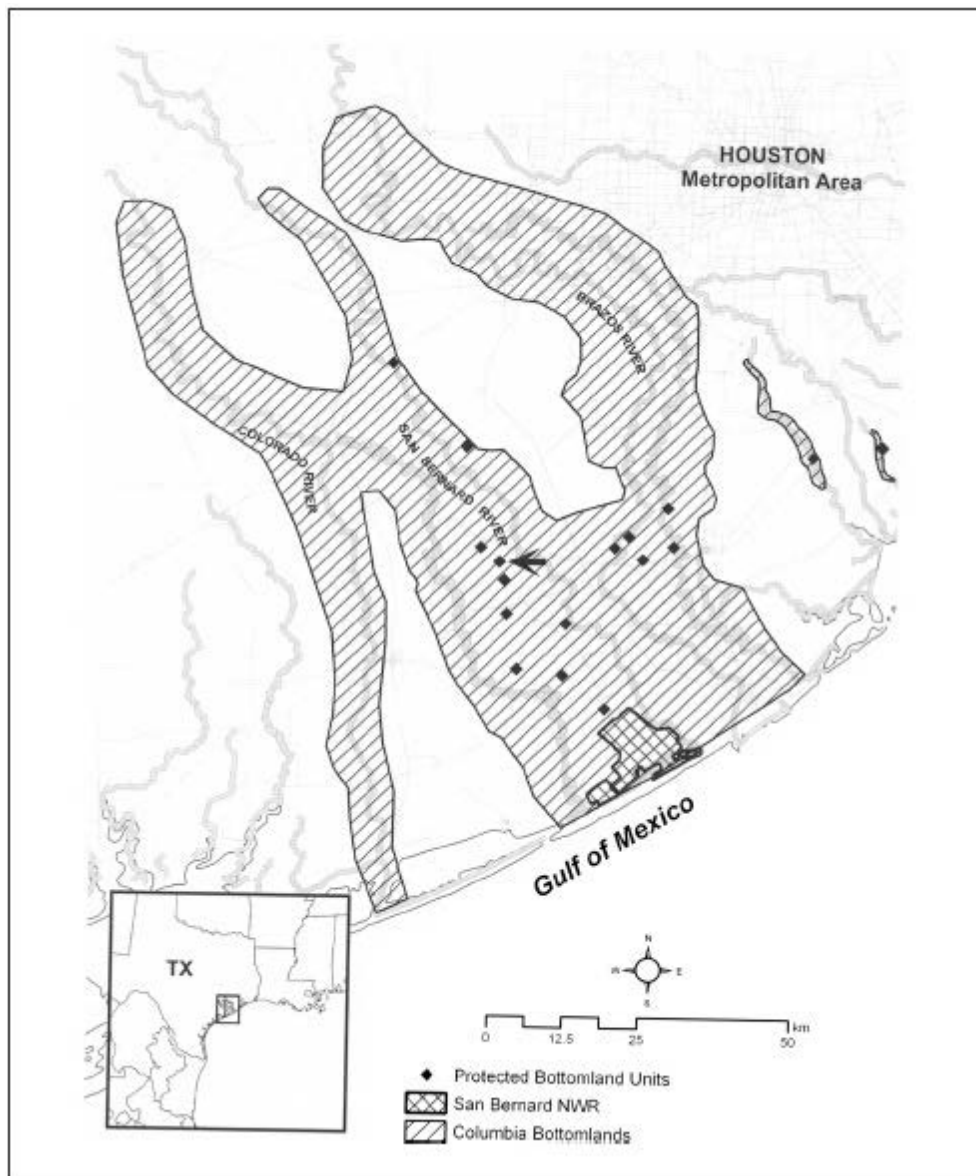 HOUSTON
Metropolitan Area
BRAZOS RIVER
COLORADO RIVER
SAN BERNARD RIVER
Gulf of Mexico
TX
N
W E
S
0 12.5 25 50 km
Protected Bottomland Units
San Bernard NWR
Columbia Bottomlands